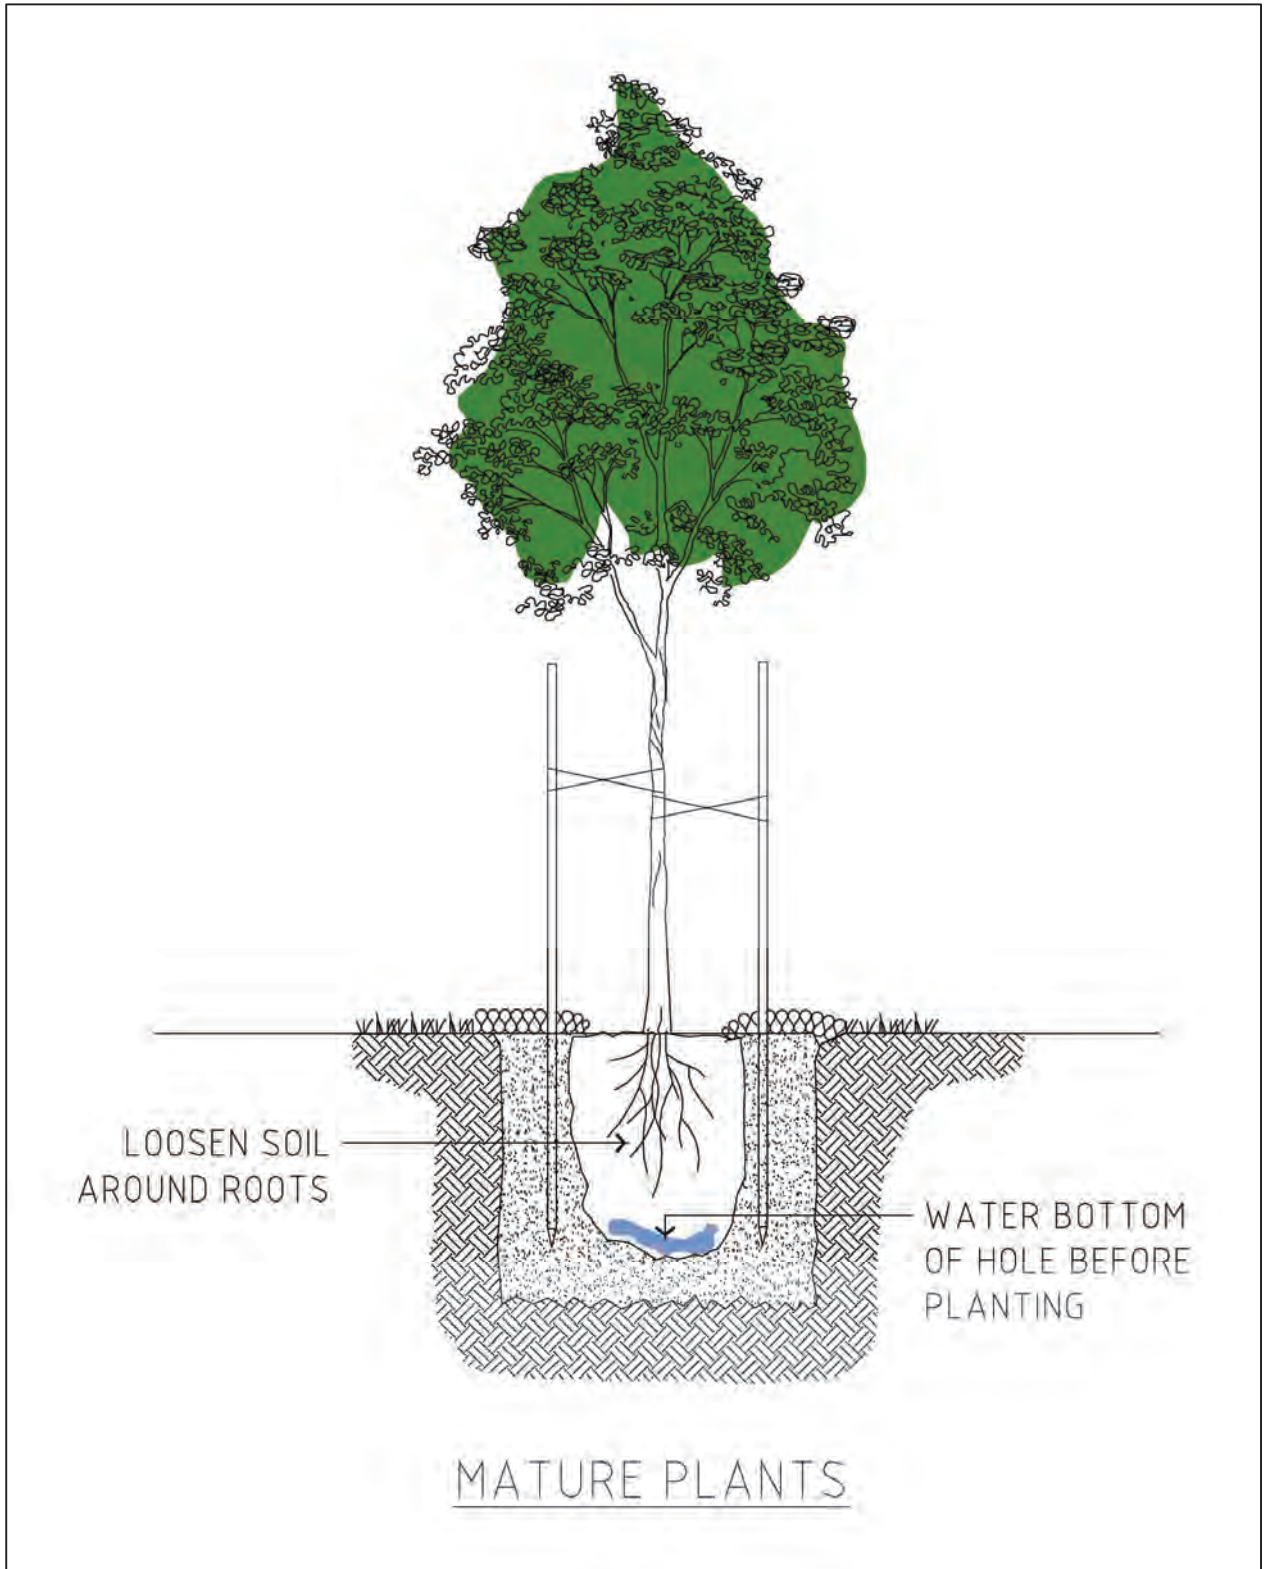 LOOSEN SOIL
AROUND ROOTS
WATER BOTTOM
OF HOLE BEFORE
PLANTING
MATURE PLANTS